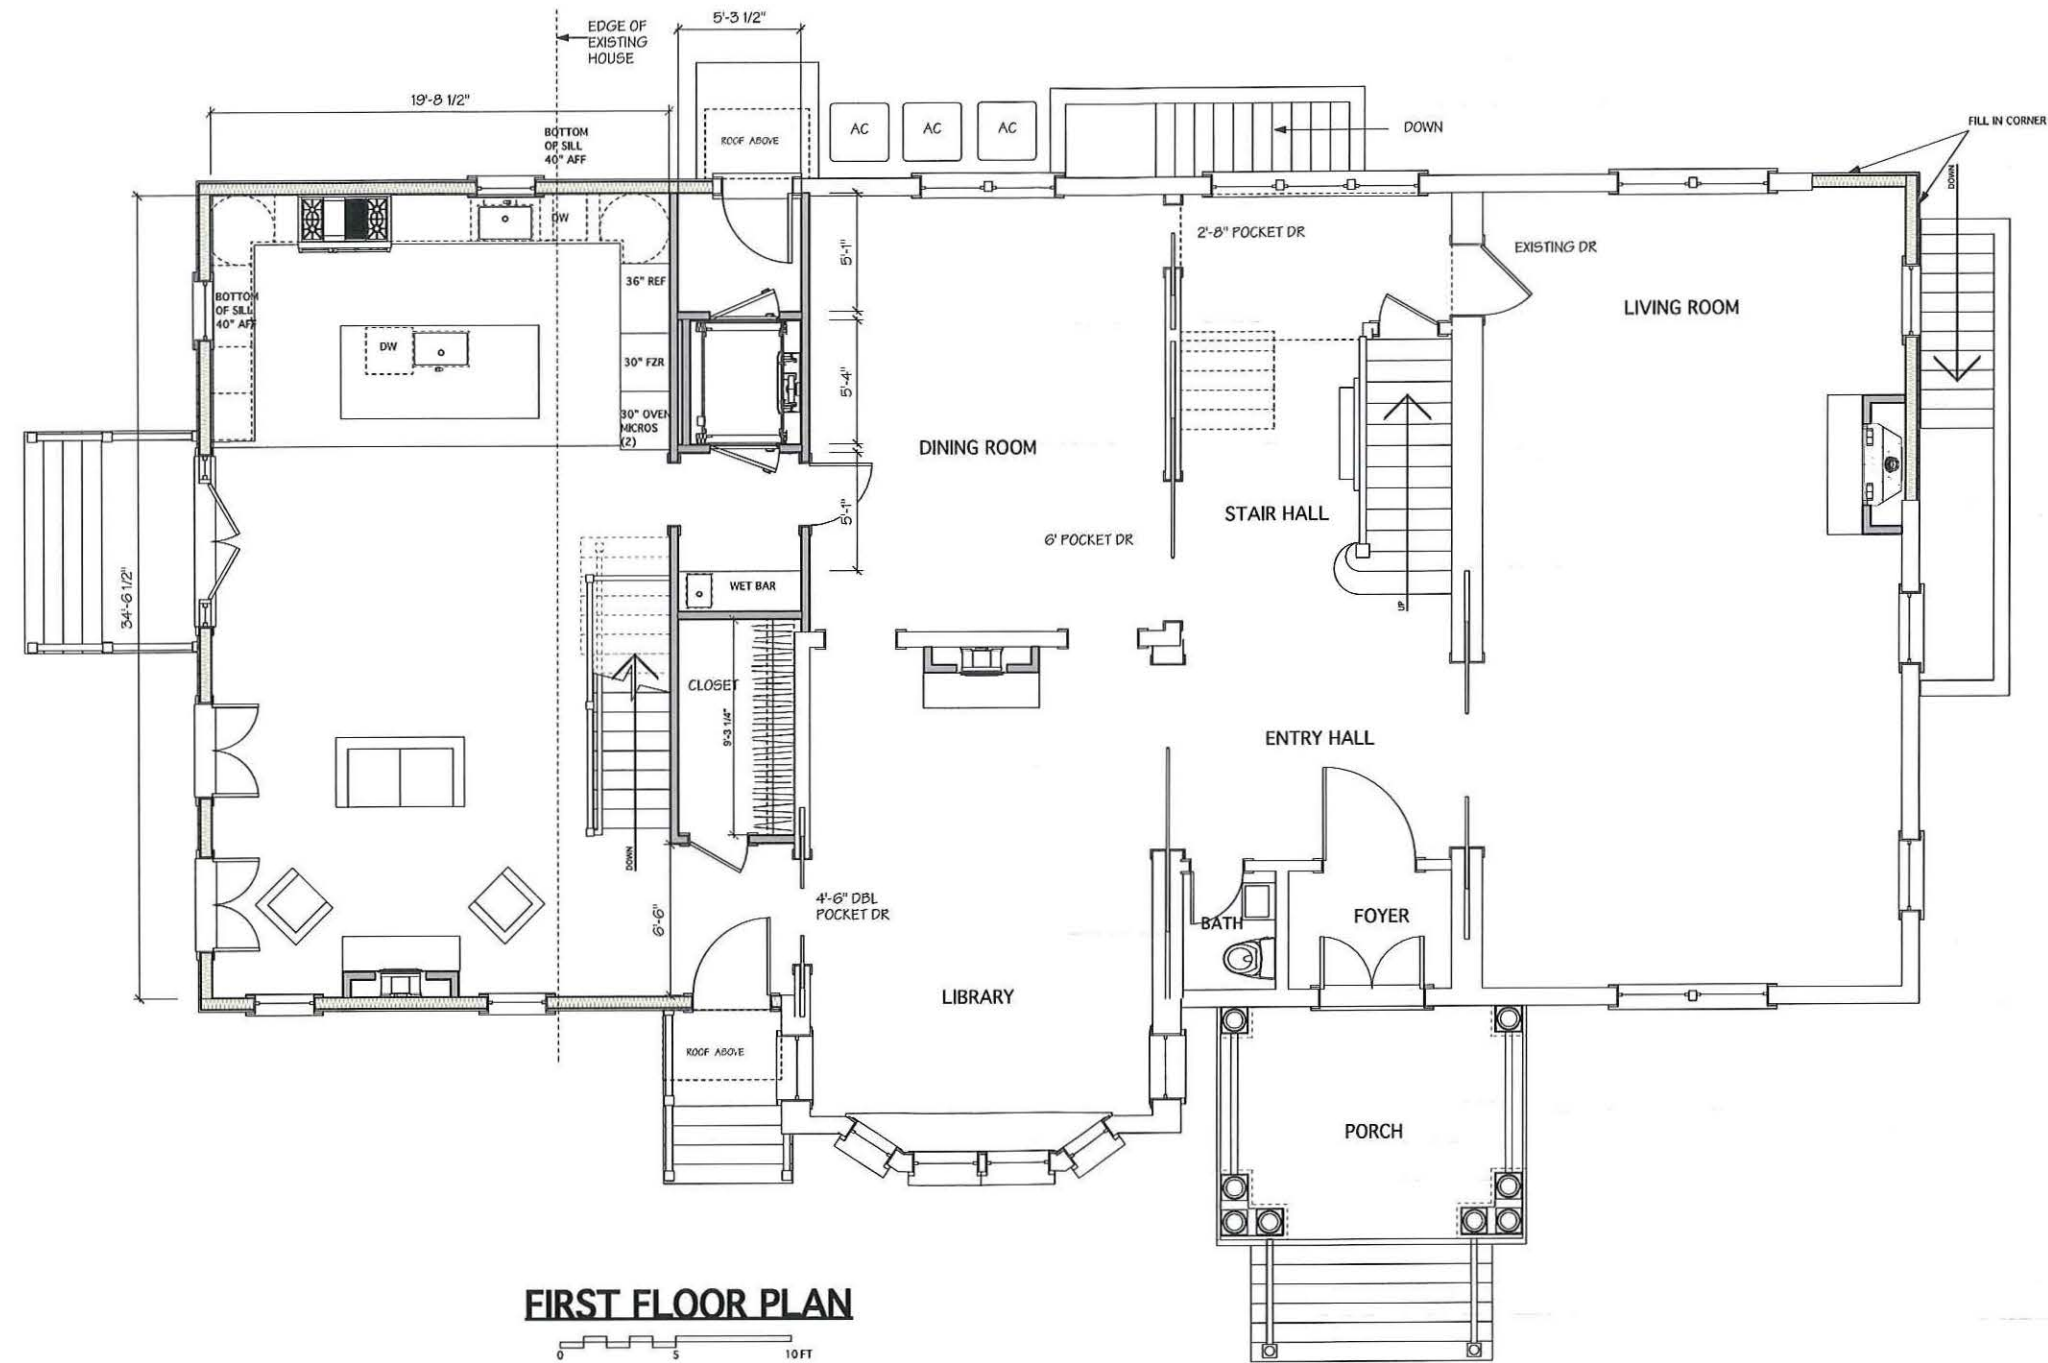 5'-3 1/2"
EDGE OF
EXISTING
HOUSE
19'-8 1/2"
BOTTOM
OF SILL
40" AFF
ROOF ABOVE
AC
AC
AC
DOWN
FILL IN CORNER
DOWN
DW
2'-8" POCKET DR
EXISTING DR
5'-1"
BOTTOM
OF SILL
40" AFF
36" REF
LIVING ROOM
DW
30" FZR
5'-4"
30" OVEN
MICROS
(2)
DINING ROOM
STAIR HALL
5'-1"
6' POCKET DR
34'-6 1/2"
WET BAR
UP
CLOSET
9'-3 1/4"
ENTRY HALL
DOWN
6'-6"
4'-6" DBL
POCKET DR
BATH
FOYER
LIBRARY
ROOF ABOVE
PORCH
FIRST FLOOR PLAN
0 5 10 FT